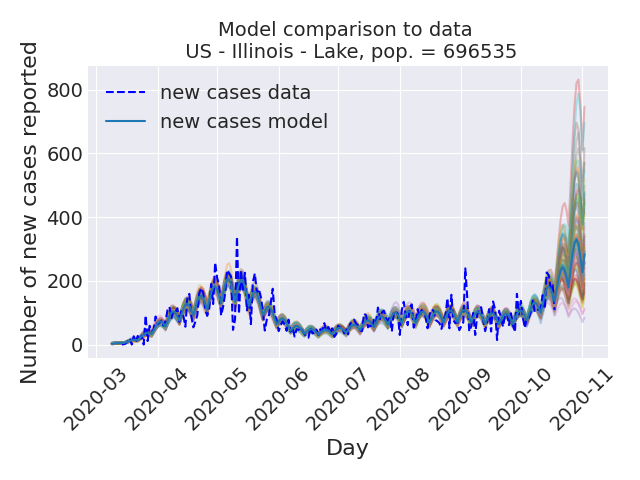 Model comparison to data
US - Illinois - Lake, pop. = 696535
Number of new cases reported
800
600
400
200
0
new cases data
new cases model
2020-03
2020-04
2020-05
2020-06
2020-07
2020-08
2020-09
2020-10
2020-11
Day